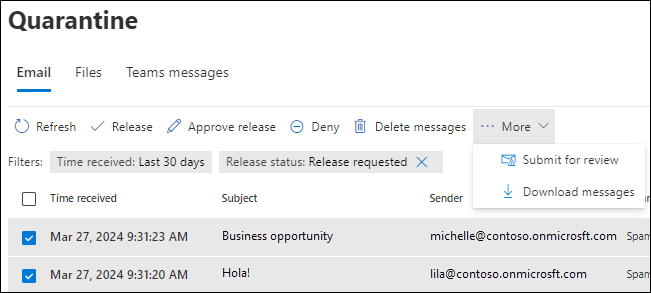 Quarantine
Email Files Teams messages
Refresh Release Approve release Deny Delete messages ... More
Submit for review
Download messages
Filters: Time received: Last 30 days Release status: Release requested
Time received Subject Sender
Mar 27, 2024 9:31:23 AM Business opportunity michelle@contoso.onmicrosft.com Spam
Mar 27, 2024 9:31:20 AM Hola! lila@contoso.onmicrosft.com Spam